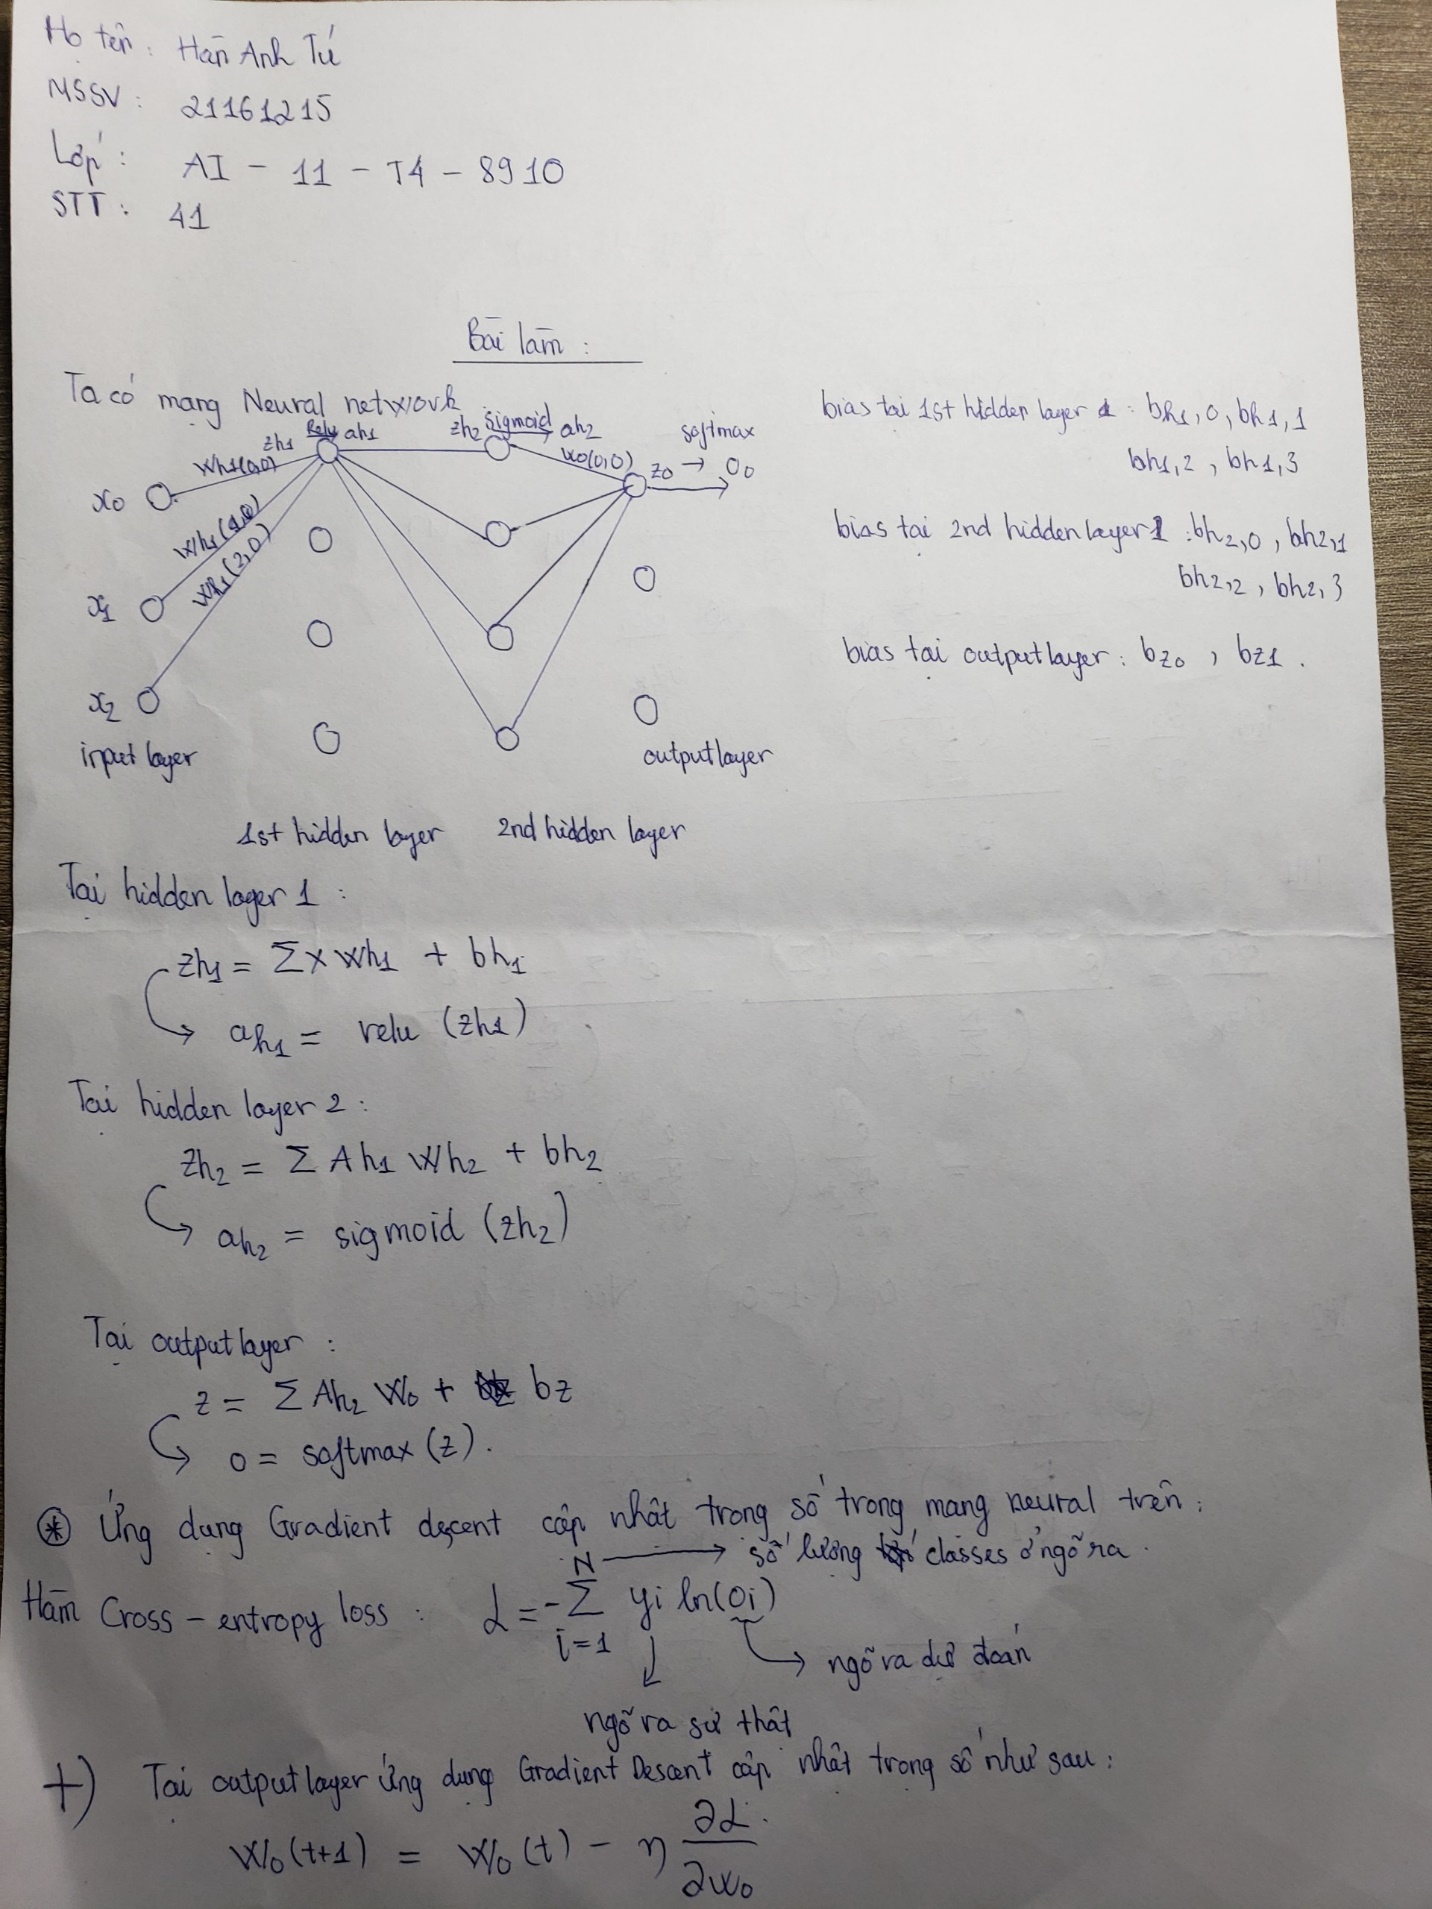 Họ tên : Hàn Anh Tú
MSSV : 21161215
Lớp : AI - 11 - T4 - 8910
STT : 41
Bài làm :
Ta có mạng Neural network
zh1 Relu ah1 zh2 sigmoid ah2 softmax
Wh1(0,0) Wo(0,0) zo → Oo
x0
Wh1(1,0)
Wh1(2,0)
x1
x2
input layer
output layer
1st hidden layer 2nd hidden layer
bias tại 1st hidden layer 1 : bh1,0, bh1,1
bh1,2 , bh1,3
bias tại 2nd hidden layer 1 : bh2,0 , bh2,1
bh2,2 , bh2,3
bias tại output layer : bz0 , bz1 .
Tại hidden layer 1 :
zh1 = Σ X Wh1 + bh1
ah1 = relu (zh1)
Tại hidden layer 2 :
zh2 = Σ Ah1 Wh2 + bh2
ah2 = sigmoid (zh2)
Tại output layer :
z = Σ Ah2 Wo + bz
o = softmax (z) .
⊛ Ứng dụng Gradient descent cập nhật trọng số trong mạng neural trên :
N → số lượng classes ở ngõ ra .
Hàm Cross - entropy loss : L = - Σ yi ln(oi)
i=1
ngõ ra dự đoán
ngõ ra sự thật
+) Tại output layer ứng dụng Gradient Descent cập nhật trọng số như sau :
Wo(t+1) = Wo(t) - η ∂L/∂wo